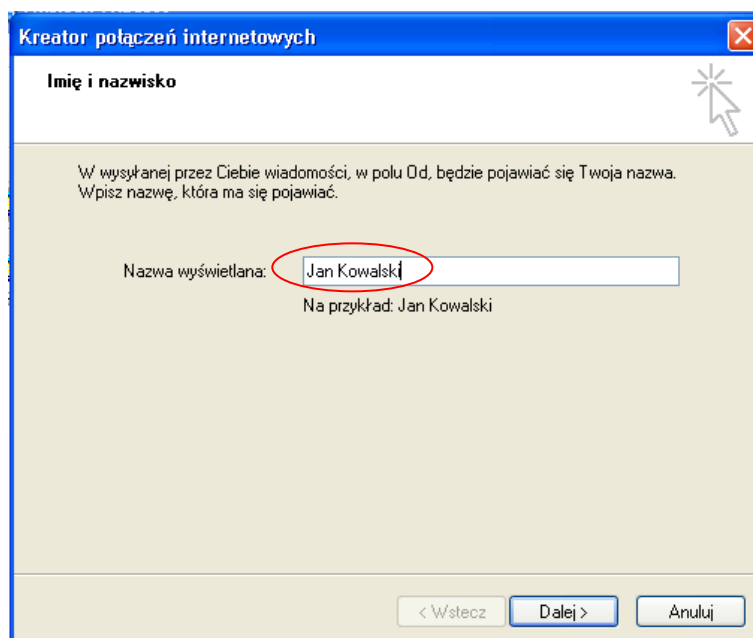 Kreator połączeń internetowych
Imię i nazwisko
W wysyłanej przez Ciebie wiadomości, w polu Od, będzie pojawiać się Twoja nazwa.
Wpisz nazwę, która ma się pojawiać.
Nazwa wyświetlana: Jan Kowalski
Na przykład: Jan Kowalski
< Wstecz Dalej > Anuluj